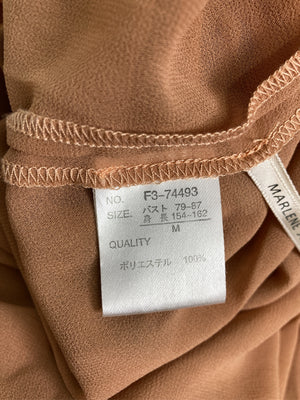 NO. F3-74493
SIZE. バスト 79-87
身長 154-162
M
QUALITY
ポリエステル 100%
MARLENE